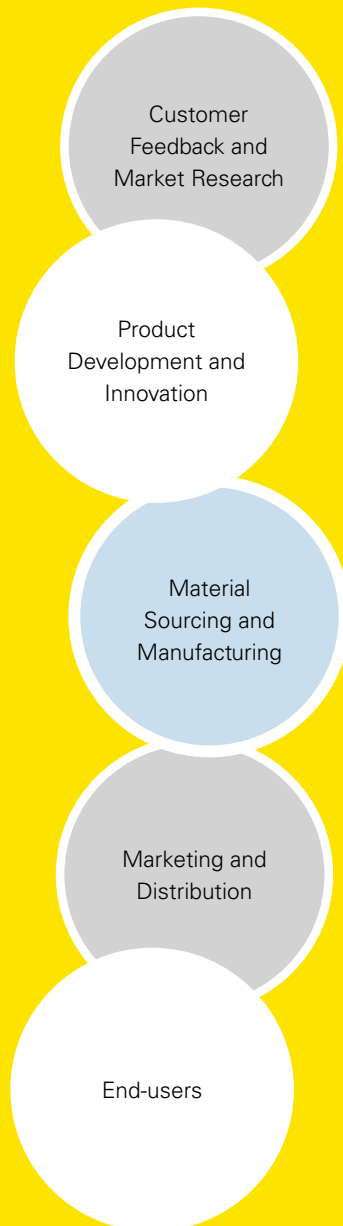 Customer
Feedback and
Market Research
Product
Development and
Innovation
Material
Sourcing and
Manufacturing
Marketing and
Distribution
End-users